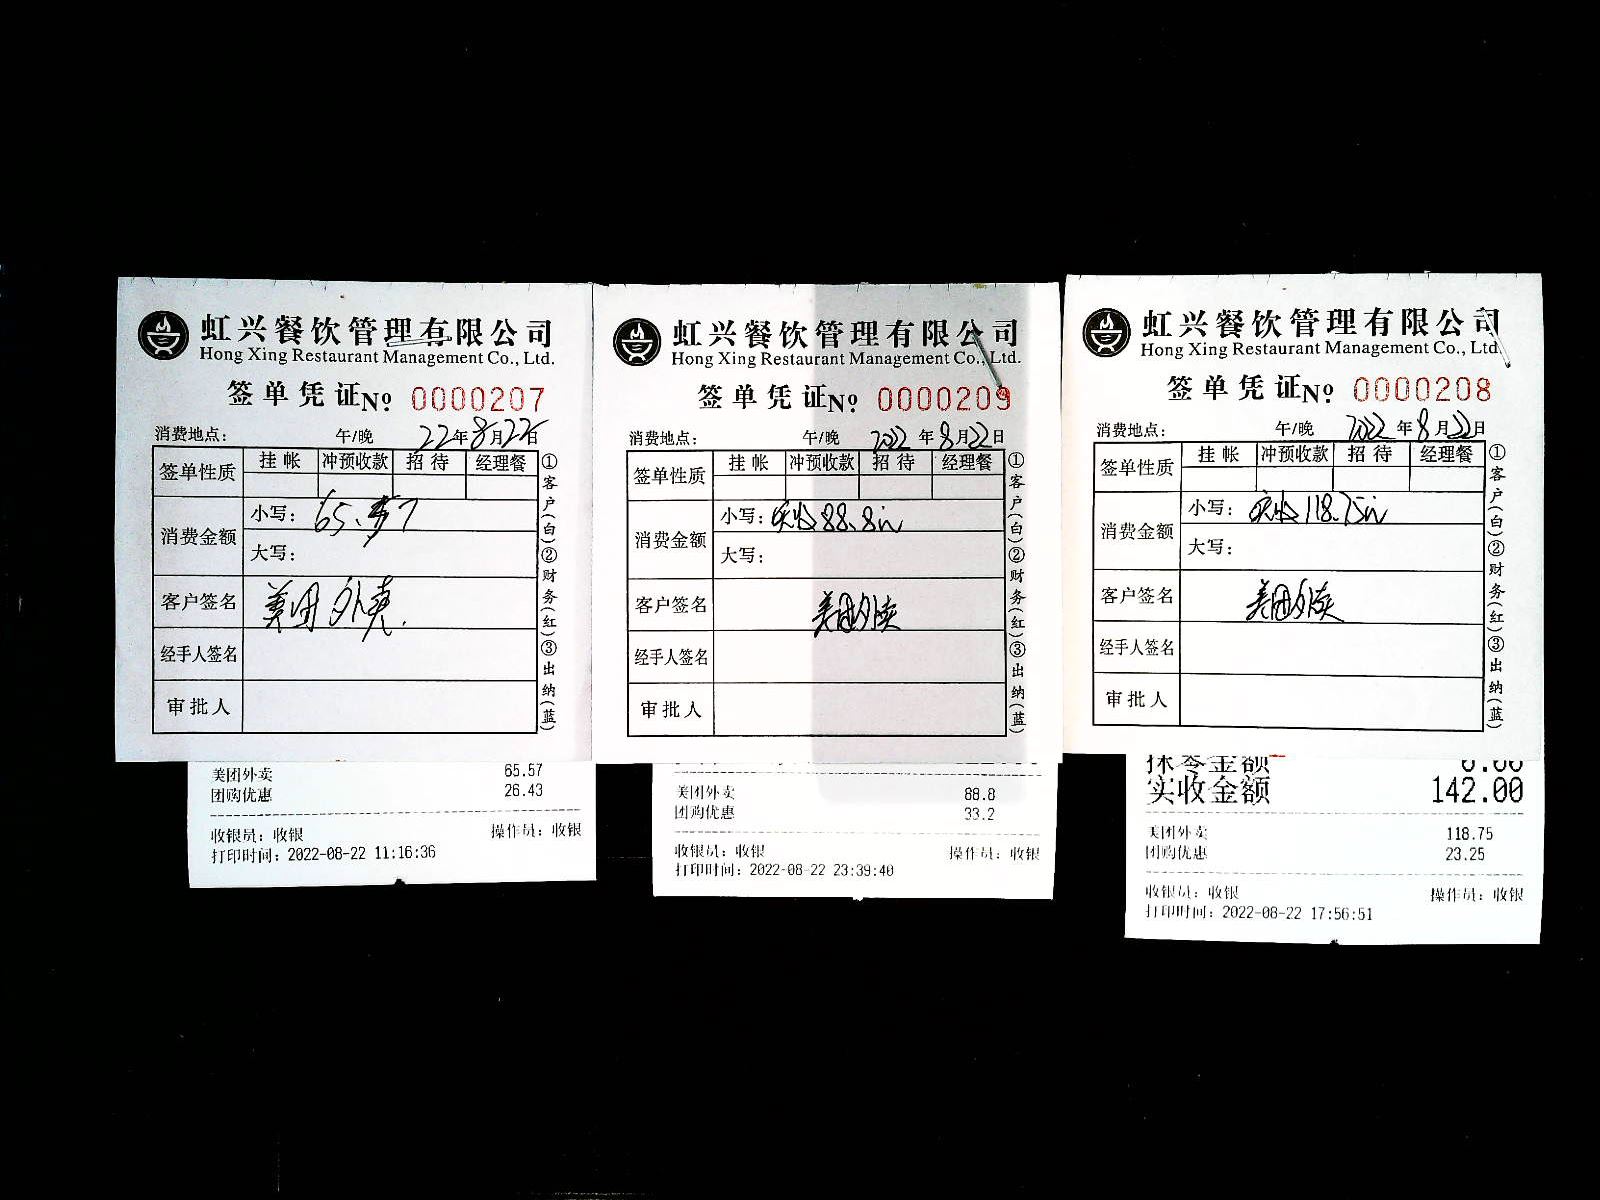 虹兴餐饮管理有限公司
Hong Xing Restaurant Management Co., Ltd.
签单凭证№ 0000207
消费地点： 午/晚 22年8月22日
签单性质 挂帐 冲预收款 招待 经理餐
消费金额 小写：65.57
大写：
客户签名 美团外卖.
经手人签名
审批人
①客户(白)②财务(红)③出纳(蓝)
美团外卖 65.57
团购优惠 26.43
收银员：收银 操作员：收银
打印时间：2022-08-22 11:16:36
虹兴餐饮管理有限公司
Hong Xing Restaurant Management Co., Ltd.
签单凭证№ 0000209
消费地点： 午/晚 2022年8月22日
签单性质 挂帐 冲预收款 招待 经理餐
消费金额 小写：实收88.8元
大写：
客户签名 美团外卖
经手人签名
审批人
①客户(白)②财务(红)③出纳(蓝)
美团外卖 88.8
团购优惠 33.2
收银员：收银 操作员：收银
打印时间：2022-08-22 23:39:40
虹兴餐饮管理有限公司
Hong Xing Restaurant Management Co., Ltd.
签单凭证№ 0000208
消费地点： 午/晚 2022年8月22日
签单性质 挂帐 冲预收款 招待 经理餐
消费金额 小写：实收118.75元
大写：
客户签名 美团外卖
经手人签名
审批人
①客户(白)②财务(红)③出纳(蓝)
抹零金额 0.00
实收金额 142.00
美团外卖 118.75
团购优惠 23.25
收银员：收银 操作员：收银
打印时间：2022-08-22 17:56:51